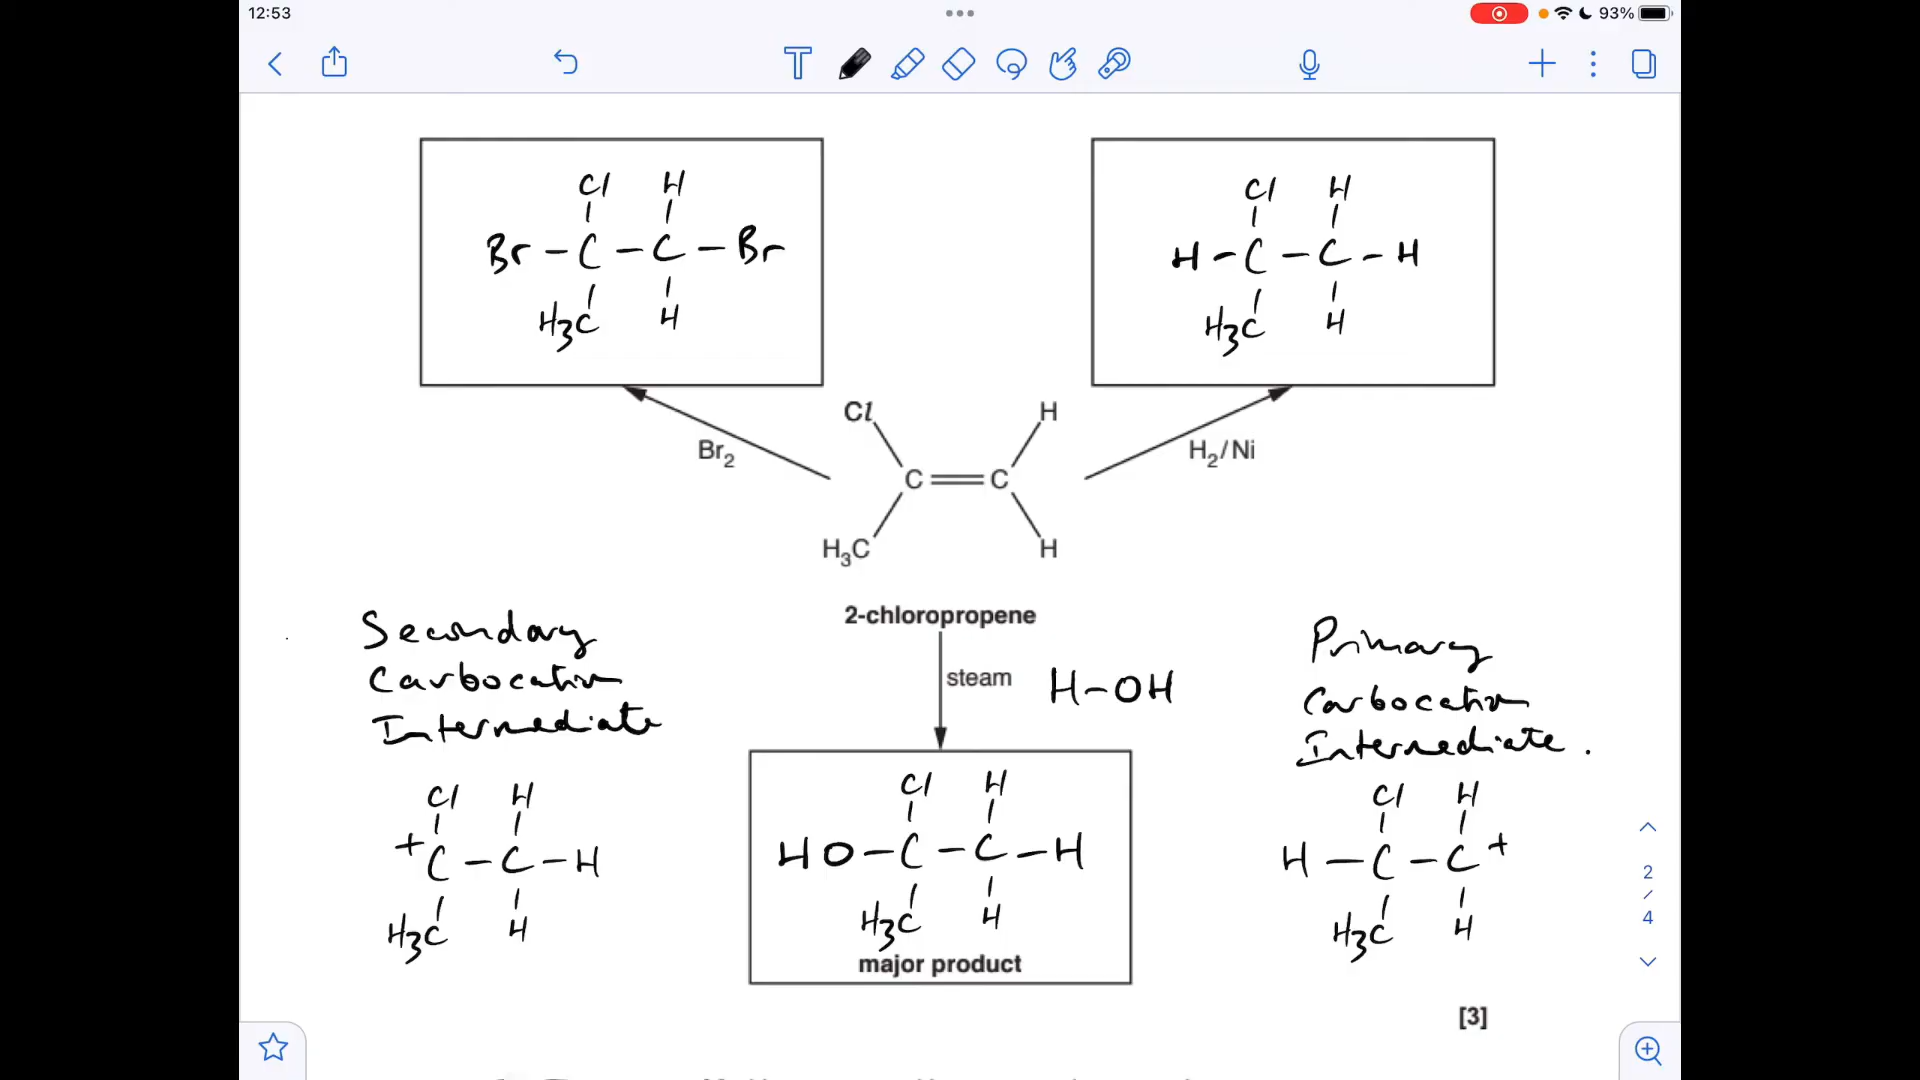 12:53
93%
Cl H
Br - C - C - Br
H3C H
Cl H
H - C - C - H
H3C H
Br2
H2/Ni
Cl H
C=C
H3C H
2-chloropropene
steam
H-OH
Secondary
Carbocation
Intermediate
Cl H
+C - C - H
H3C H
Primary
Carbocation
Intermediate.
Cl H
H - C - C+
H3C H
Cl H
HO - C - C - H
H3C H
major product
2
/
4
[3]